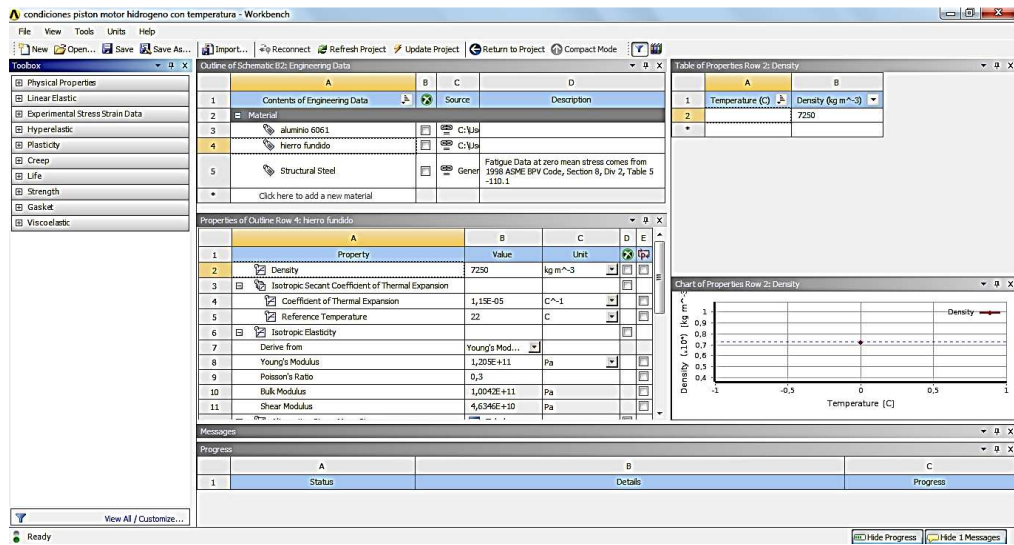 condiciones piston motor hidrogeno con temperatura - Workbench
File View Tools Units Help
New Open... Save Save As... Import... Reconnect Refresh Project Update Project Return to Project Compact Mode
Toolbox
Physical Properties
Linear Elastic
Experimental Stress Strain Data
Hyperelastic
Plasticity
Creep
Life
Strength
Gasket
Viscoelastic
View All / Customize...
Outline of Schematic B2: Engineering Data
A B C D
1 Contents of Engineering Data Source Description
2 Material
3 aluminio 6061 C:\Us
4 hierro fundido C:\Us
5 Structural Steel Gener Fatigue Data at zero mean stress comes from
1998 ASME BPV Code, Section 8, Div 2, Table 5
-110.1
* Click here to add a new material
Properties of Outline Row 4: hierro fundido
A B C D E
1 Property Value Unit
2 Density 7250 kg m^-3
3 Isotropic Secant Coefficient of Thermal Expansion
4 Coefficient of Thermal Expansion 1,15E-05 C^-1
5 Reference Temperature 22 C
6 Isotropic Elasticity
7 Derive from Young's Mod...
8 Young's Modulus 1,205E+11 Pa
9 Poisson's Ratio 0,3
10 Bulk Modulus 1,0042E+11 Pa
11 Shear Modulus 4,6346E+10 Pa
Table of Properties Row 2: Density
A B
1 Temperature (C) Density (kg m^-3)
2 7250
*
Chart of Properties Row 2: Density
Density (.10⁴) [kg m^-3]
1
0,9
0,8
0,7
0,6
0,5
0,4
Density
-1 -0,5 0 0,5 1
Temperature [C]
Messages
Progress
A B C
1 Status Details Progress
Ready
Hide Progress Hide 1 Messages